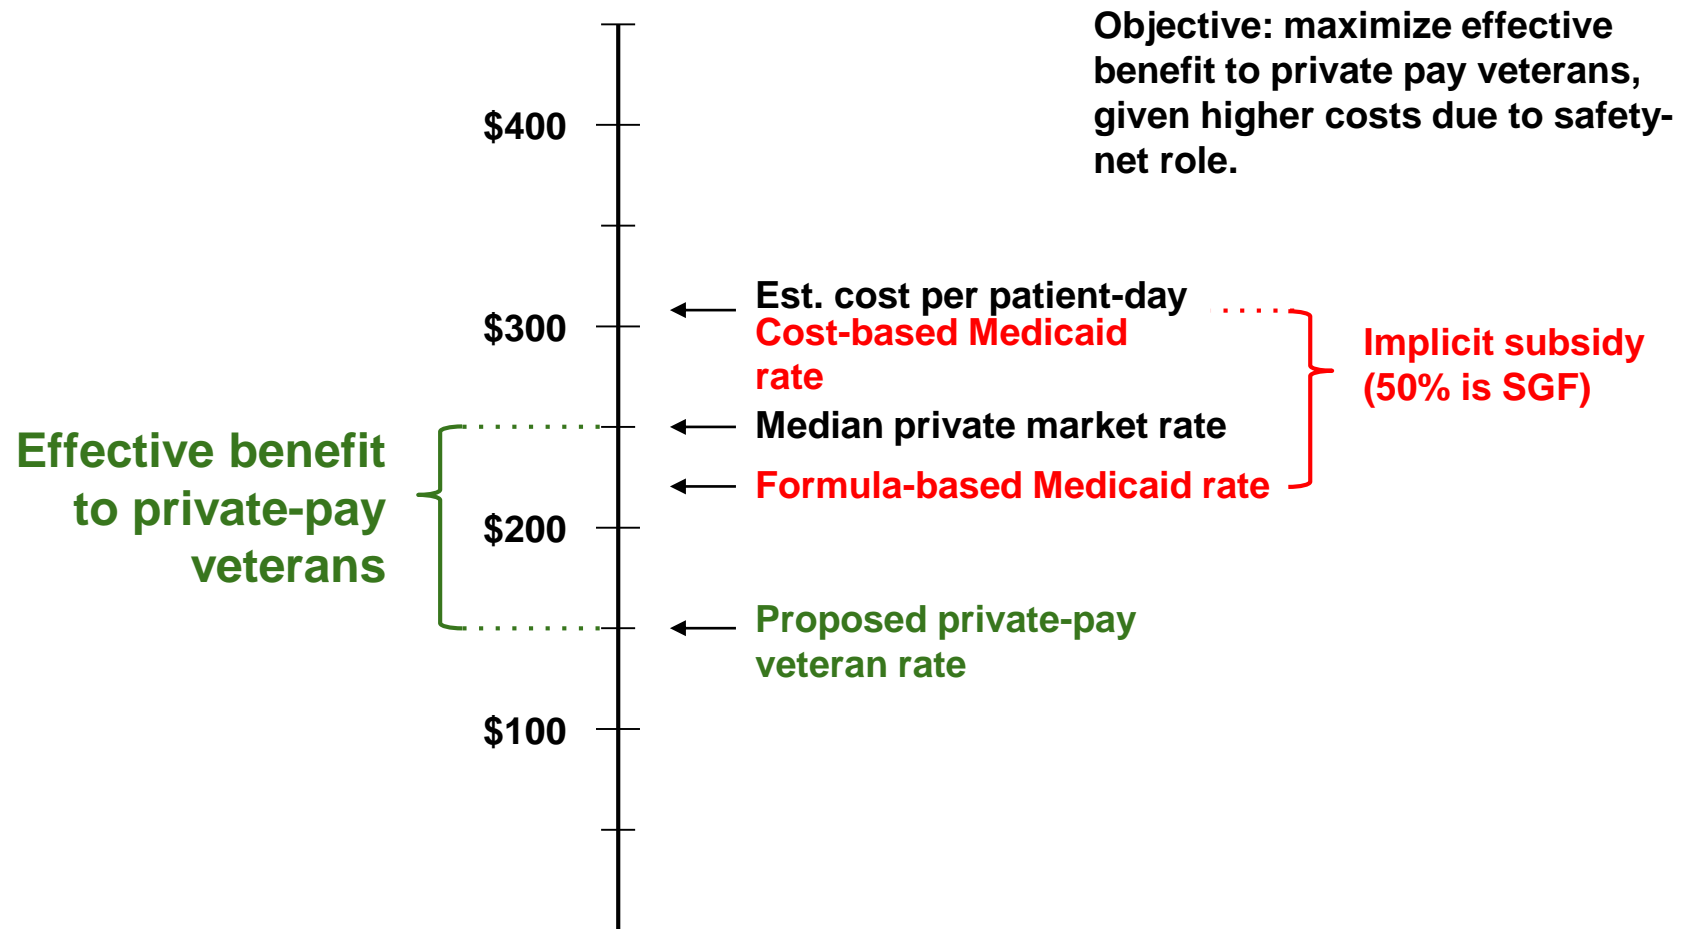 Objective: maximize effective
benefit to private pay veterans,
given higher costs due to safety-
net role.
$400
$300
$200
$100
Est. cost per patient-day
Cost-based Medicaid
rate
Median private market rate
Formula-based Medicaid rate
Proposed private-pay
veteran rate
Implicit subsidy
(50% is SGF)
Effective benefit
to private-pay
veterans